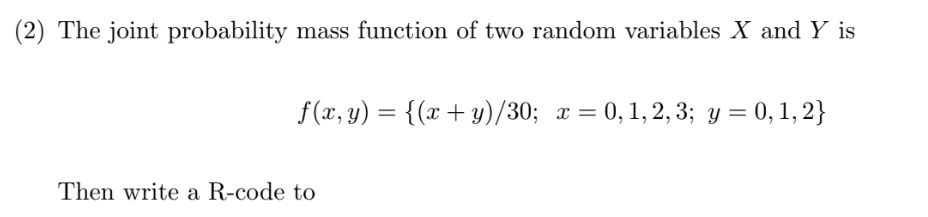 (2) The joint probability mass function of two random variables X and Y is
f(x, y) = {(x + y)/30; x = 0, 1, 2, 3; y = 0, 1, 2}
Then write a R-code to